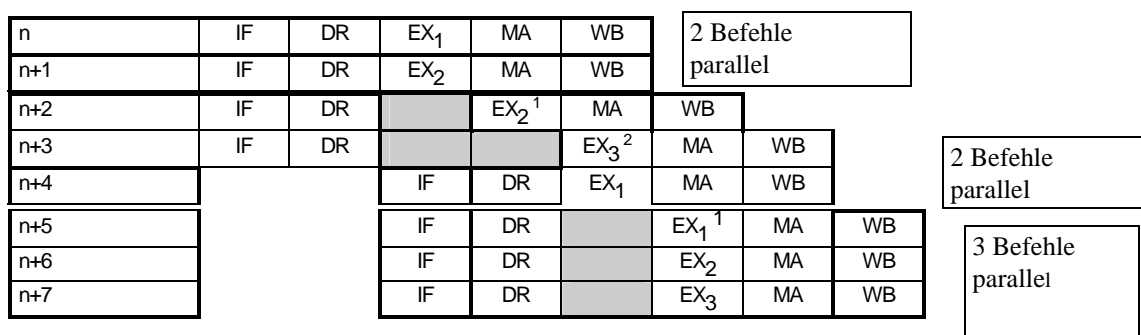 n IF DR EX1 MA WB
2 Befehle
parallel
n+1 IF DR EX2 MA WB
n+2 IF DR EX2 1 MA WB
n+3 IF DR EX3 2 MA WB
2 Befehle
parallel
n+4 IF DR EX1 MA WB
n+5 IF DR EX1 1 MA WB
3 Befehle
parallel
n+6 IF DR EX2 MA WB
n+7 IF DR EX3 MA WB